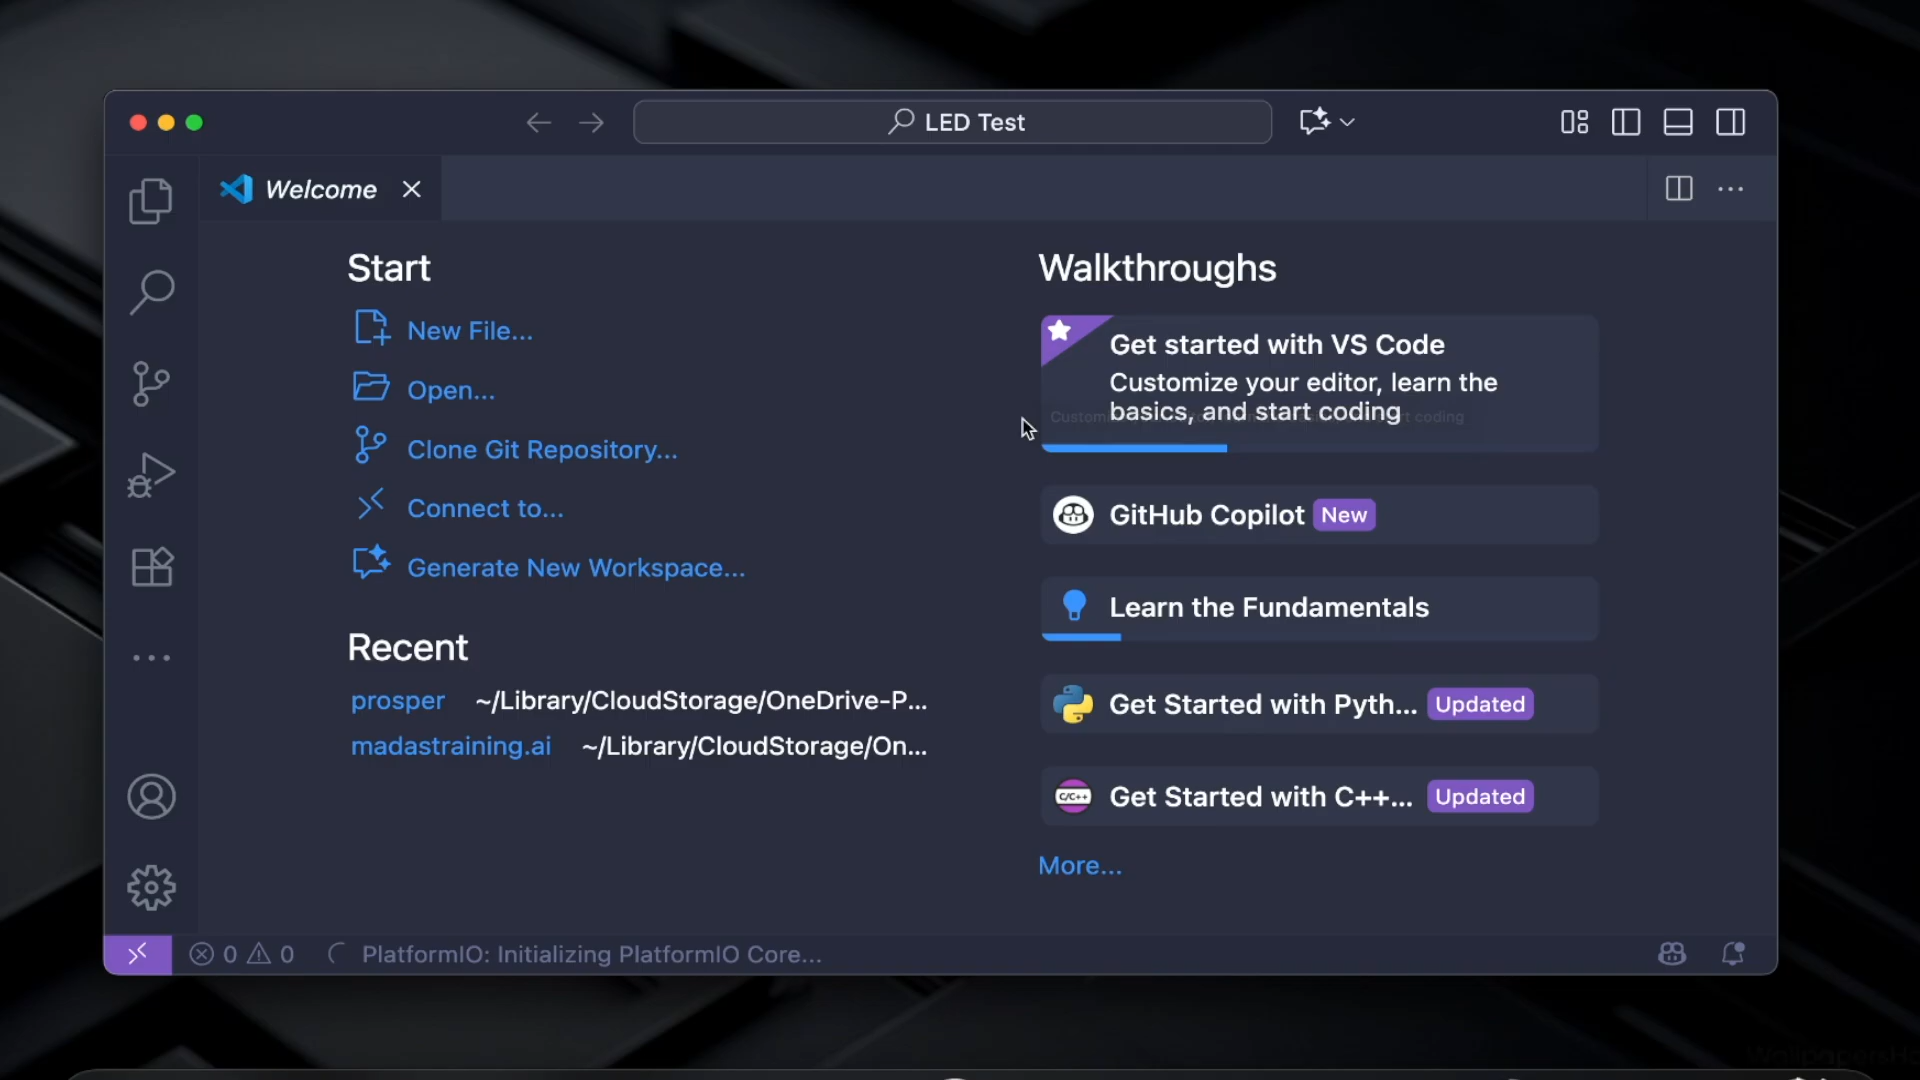 LED Test
Welcome
Start
New File...
Open...
Clone Git Repository...
Connect to...
Generate New Workspace...
Recent
prosper ~/Library/CloudStorage/OneDrive-P...
madastraining.ai ~/Library/CloudStorage/On...
Walkthroughs
Get started with VS Code
Customize your editor, learn the
basics, and start coding
GitHub Copilot New
Learn the Fundamentals
Get Started with Pyth... Updated
C/C++ Get Started with C++... Updated
More...
0 0 PlatformIO: Initializing PlatformIO Core...